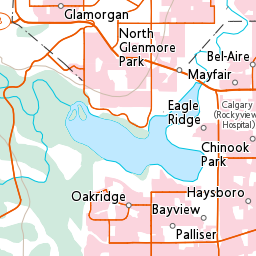 Glamorgan
North
Glenmore
Park
Bel-Aire
Mayfair
Eagle
Ridge
Calgary
(Rockyview
Hospital)
Chinook
Park
Oakridge
Haysboro
Bayview
Palliser